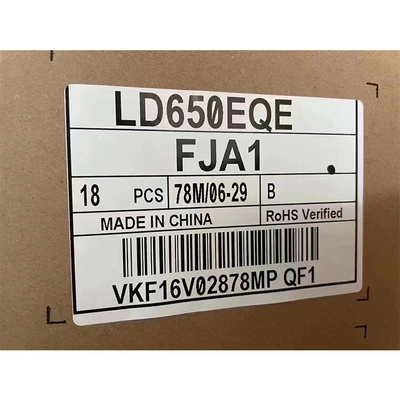 LD650EQE
FJA1
18 PCS 78M/06-29 B
MADE IN CHINA RoHS Verified
VKF16V02878MP QF1